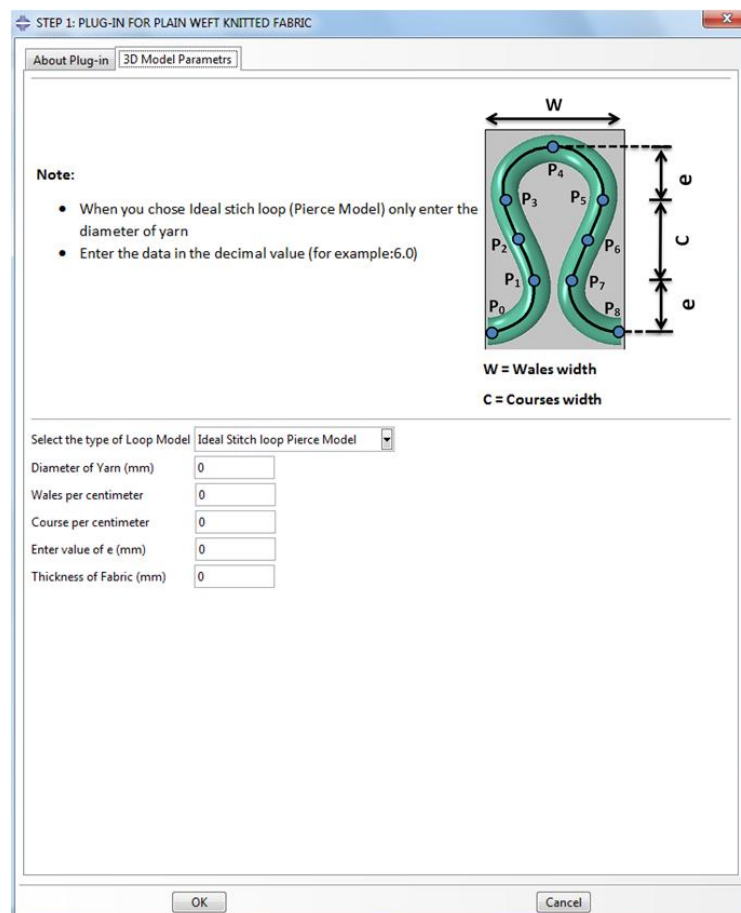 STEP 1: PLUG-IN FOR PLAIN WEFT KNITTED FABRIC
x
About Plug-in
3D Model Parametrs
Note:
• When you chose Ideal stich loop (Pierce Model) only enter the
diameter of yarn
• Enter the data in the decimal value (for example:6.0)
W
P4
P3
P5
P2
P6
P1
P7
P0
P8
e
C
e
W = Wales width
C = Courses width
Select the type of Loop Model Ideal Stitch loop Pierce Model
Diameter of Yarn (mm) 0
Wales per centimeter 0
Course per centimeter 0
Enter value of e (mm) 0
Thickness of Fabric (mm) 0
OK
Cancel